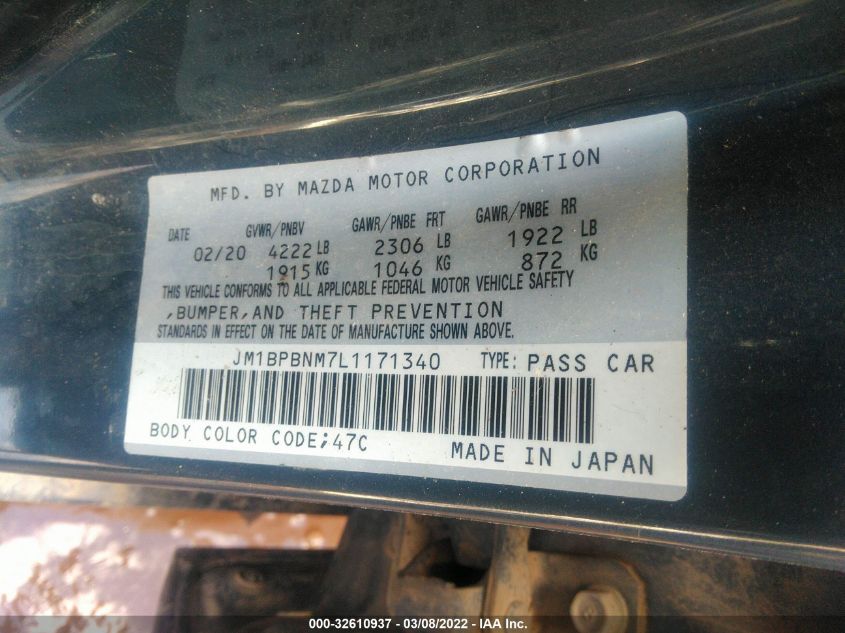 MFD. BY MAZDA MOTOR CORPORATION
DATE GVWR/PNBV GAWR/PNBE FRT GAWR/PNBE RR
02/20 4222 LB 2306 LB 1922 LB
1915 KG 1046 KG 872 KG
THIS VEHICLE CONFORMS TO ALL APPLICABLE FEDERAL MOTOR VEHICLE SAFETY
,BUMPER,AND THEFT PREVENTION
STANDARDS IN EFFECT ON THE DATE OF MANUFACTURE SHOWN ABOVE.
JM1BPBNM7L1171340 TYPE: PASS CAR
BODY COLOR CODE;47C MADE IN JAPAN
000-32610937 - 03/08/2022 - IAA Inc.